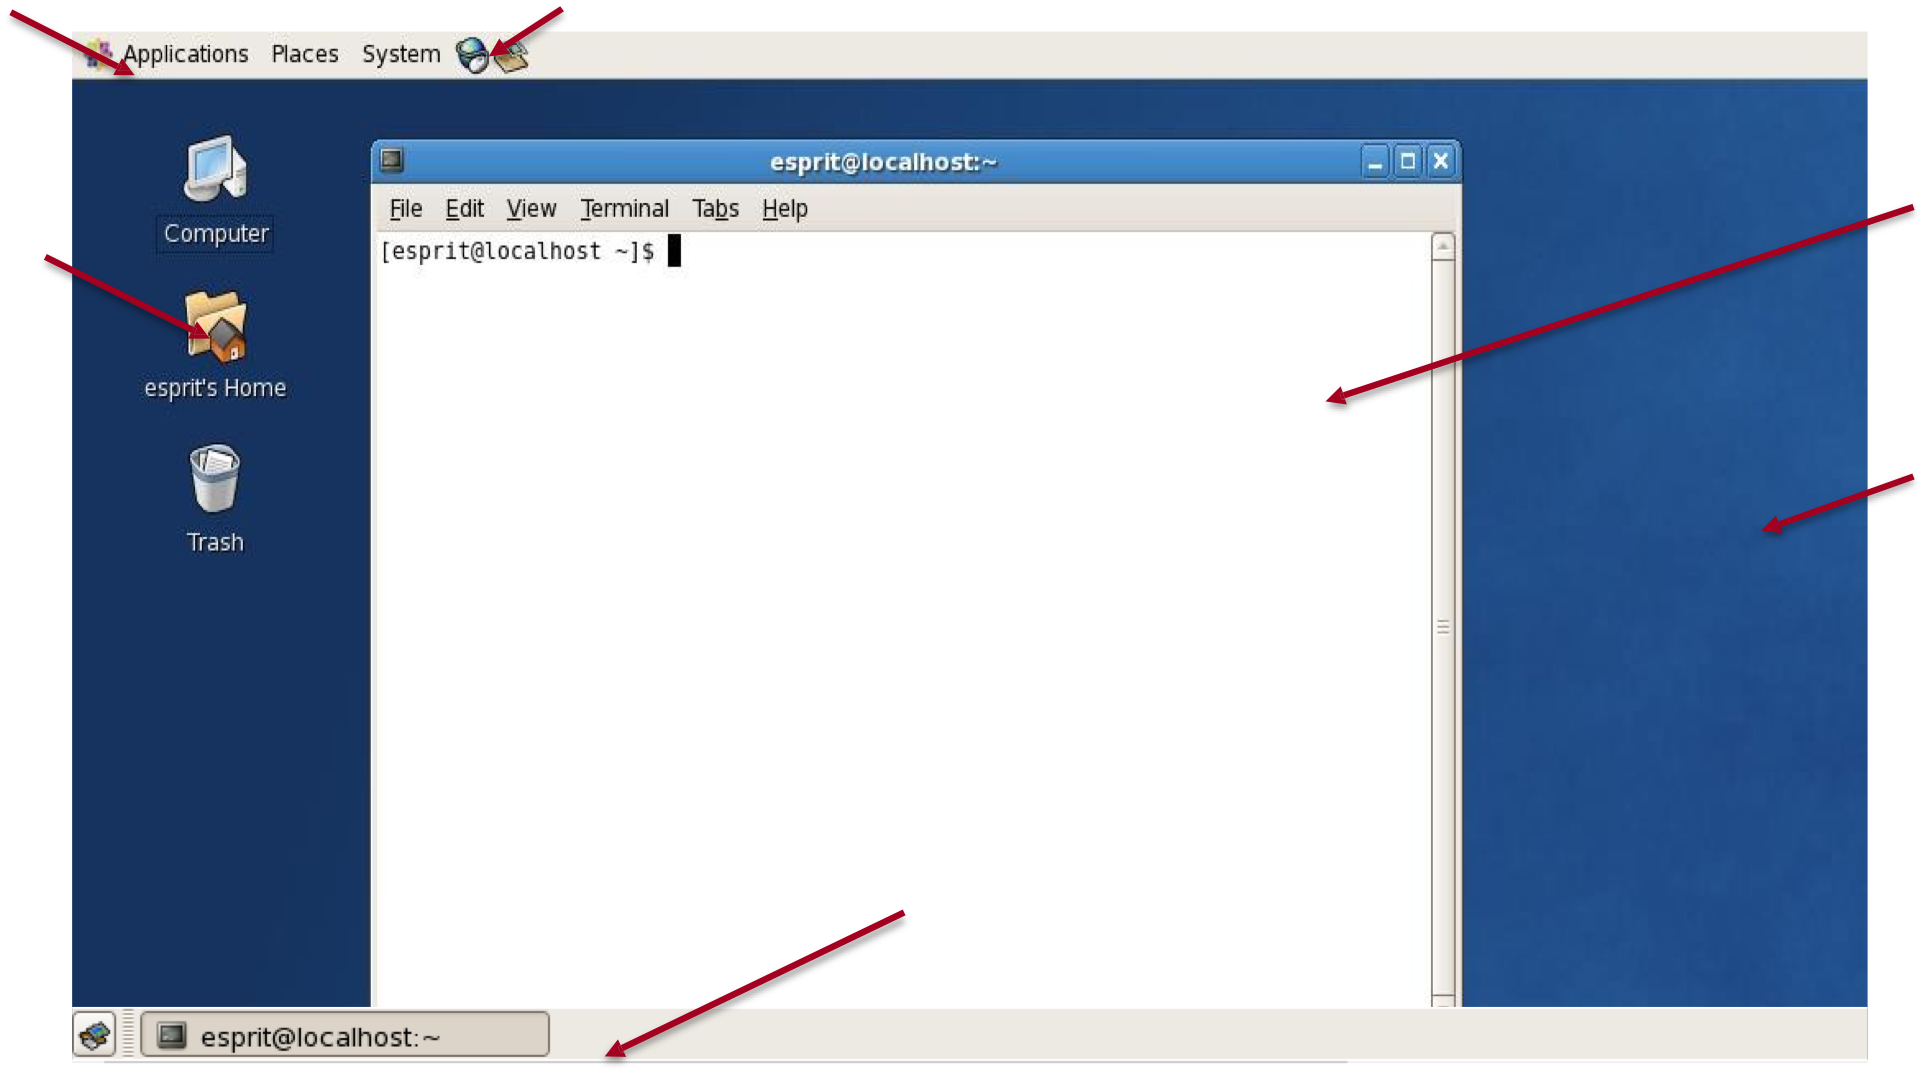 Applications Places System
esprit@localhost:~
File Edit View Terminal Tabs Help
[esprit@localhost ~]$
Computer
esprit's Home
Trash
esprit@localhost:~